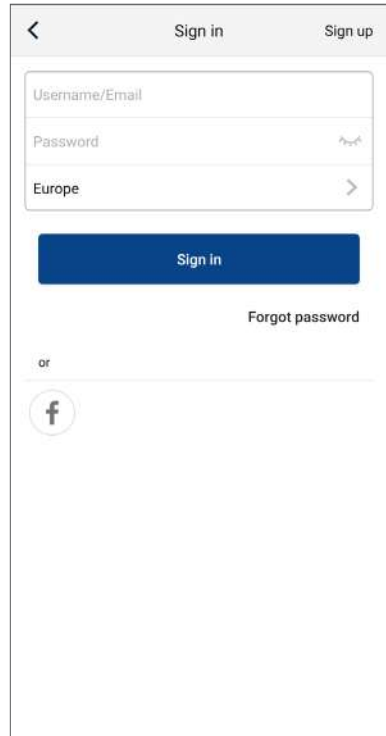 Sign in Sign up
Username/Email
Password
Europe
Sign in
Forgot password
or
f